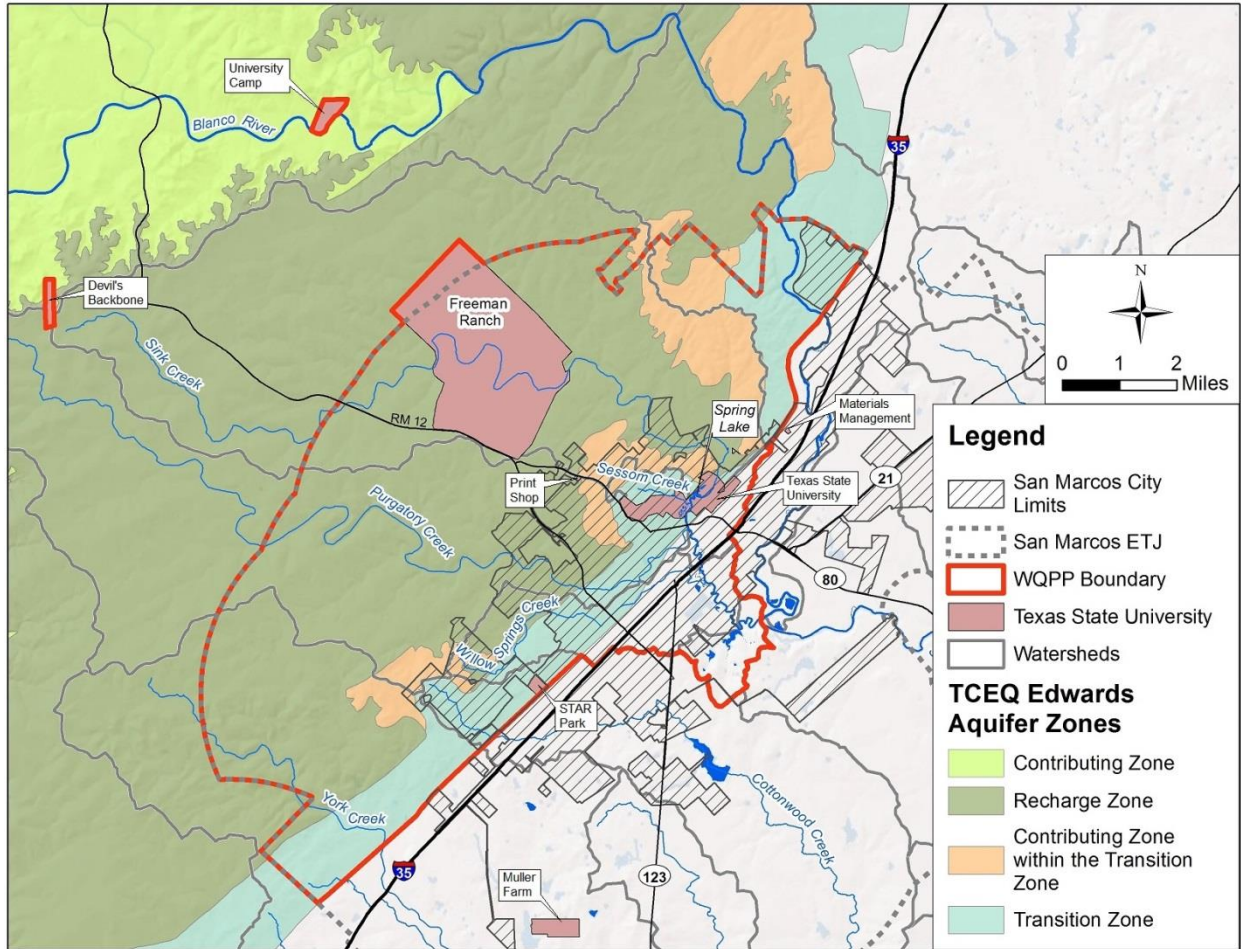 University
Camp
Blanco River
35
Devil's
Backbone
Freeman
Ranch
Sink Creek
RM 12
Spring
Lake
Materials
Management
Print
Shop
Sessom Creek
Texas State
University
21
Purgatory Creek
80
Willow Springs Creek
STAR
Park
York
Creek
Cottonwood Creek
35
123
Muller
Farm
N
0 1 2
Miles
Legend
San Marcos City
Limits
San Marcos ETJ
WQPP Boundary
Texas State University
Watersheds
TCEQ Edwards
Aquifer Zones
Contributing Zone
Recharge Zone
Contributing Zone
within the Transition
Zone
Transition Zone